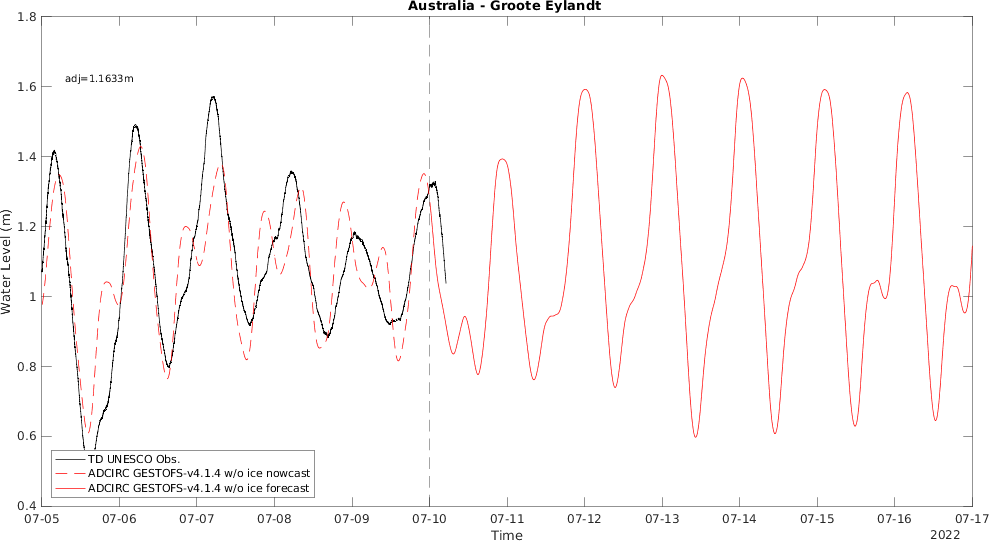 Australia - Groote Eylandt
1.8
adj=1.1633m
1.6
1.4
1.2
1
0.8
0.6
0.4
Water Level (m)
TD UNESCO Obs.
ADCIRC GESTOFS-v4.1.4 w/o ice nowcast
ADCIRC GESTOFS-v4.1.4 w/o ice forecast
07-05 07-06 07-07 07-08 07-09 07-10 07-11 07-12 07-13 07-14 07-15 07-16 07-17
Time
2022